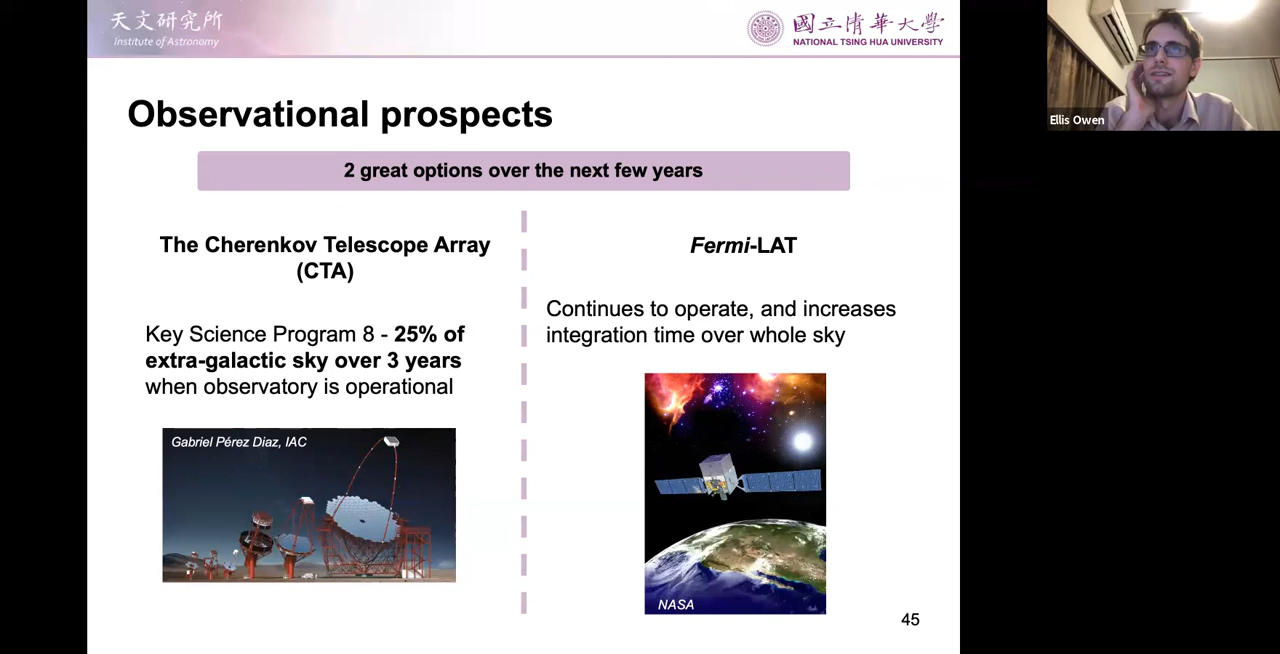 天文研究所
Institute of Astronomy
國立清華大學
NATIONAL TSING HUA UNIVERSITY
Observational prospects
2 great options over the next few years
The Cherenkov Telescope Array
(CTA)
Key Science Program 8 - 25% of
extra-galactic sky over 3 years
when observatory is operational
Gabriel Pérez Diaz, IAC
Fermi-LAT
Continues to operate, and increases
integration time over whole sky
NASA
45
Ellis Owen